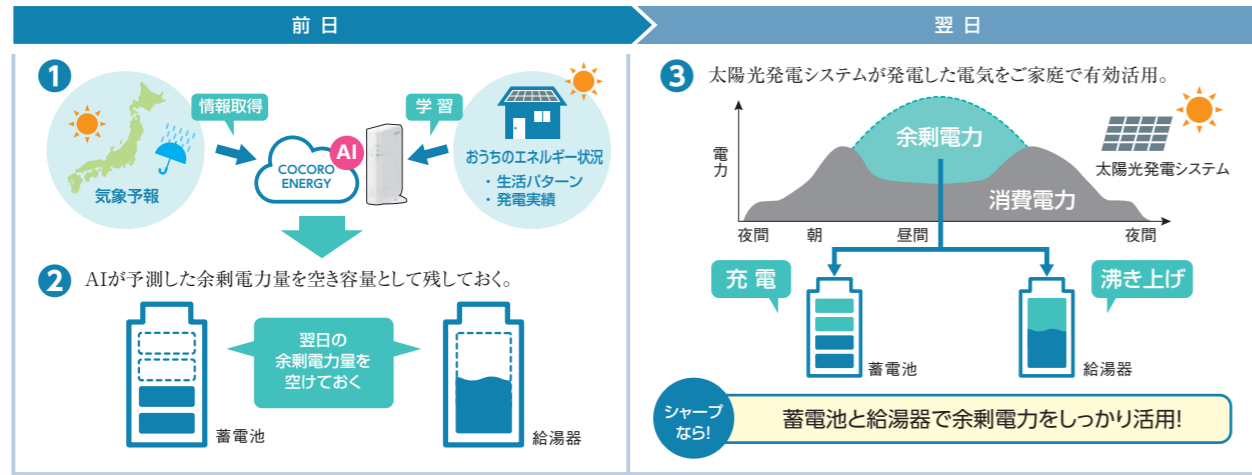 前日
翌日
1
情報取得
学習
AI
COCORO
ENERGY
気象予報
おうちのエネルギー状況
・生活パターン
・発電実績
2 AIが予測した余剰電力量を空き容量として残しておく。
翌日の
余剰電力量を
空けておく
蓄電池
給湯器
3 太陽光発電システムが発電した電気をご家庭で有効活用。
電力
余剰電力
消費電力
太陽光発電システム
夜間 朝 昼間 夜間
充電
沸き上げ
蓄電池
給湯器
シャープ
なら!
蓄電池と給湯器で余剰電力をしっかり活用!